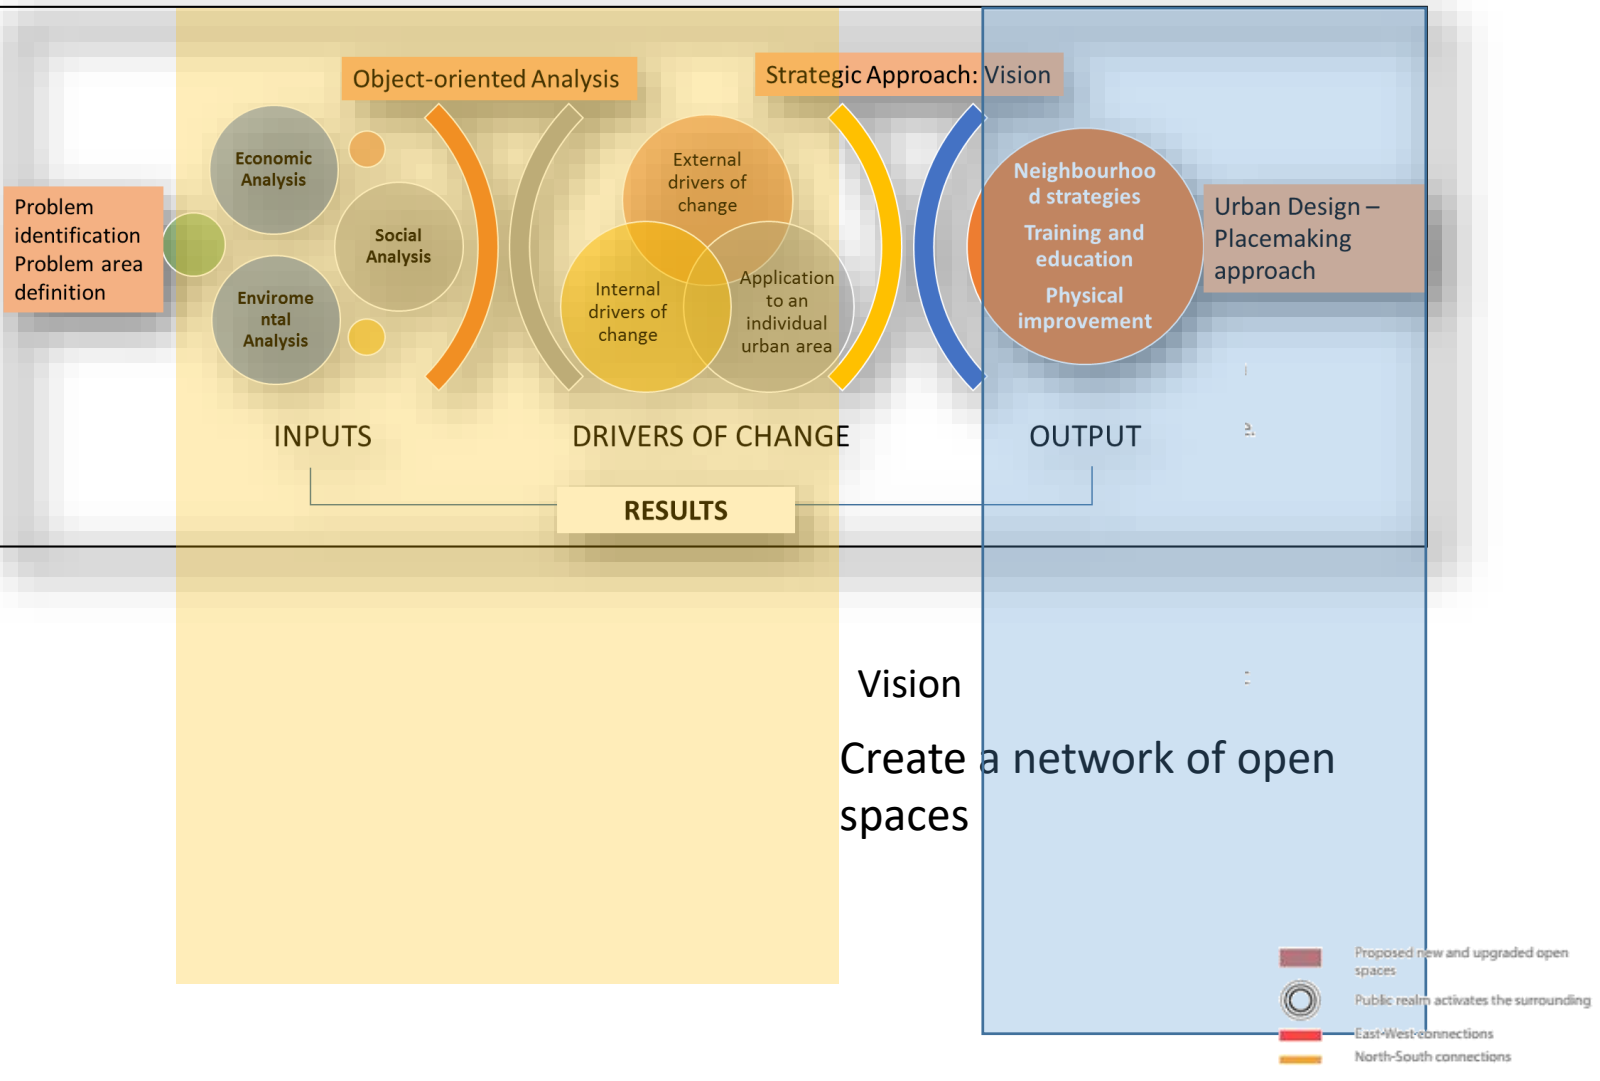 Object-oriented Analysis
Strategic Approach: Vision
Problem
identification
Problem area
definition
Economic
Analysis
Social
Analysis
Envirome
ntal
Analysis
External
drivers of
change
Internal
drivers of
change
Application
to an
individual
urban area
Neighbourhoo
d strategies
Training and
education
Physical
improvement
Urban Design –
Placemaking
approach
INPUTS
DRIVERS OF CHANGE
OUTPUT
RESULTS
Vision
Create a network of open
spaces
Proposed new and upgraded open
spaces
Public realm activates the surrounding
East-West connections
North-South connections